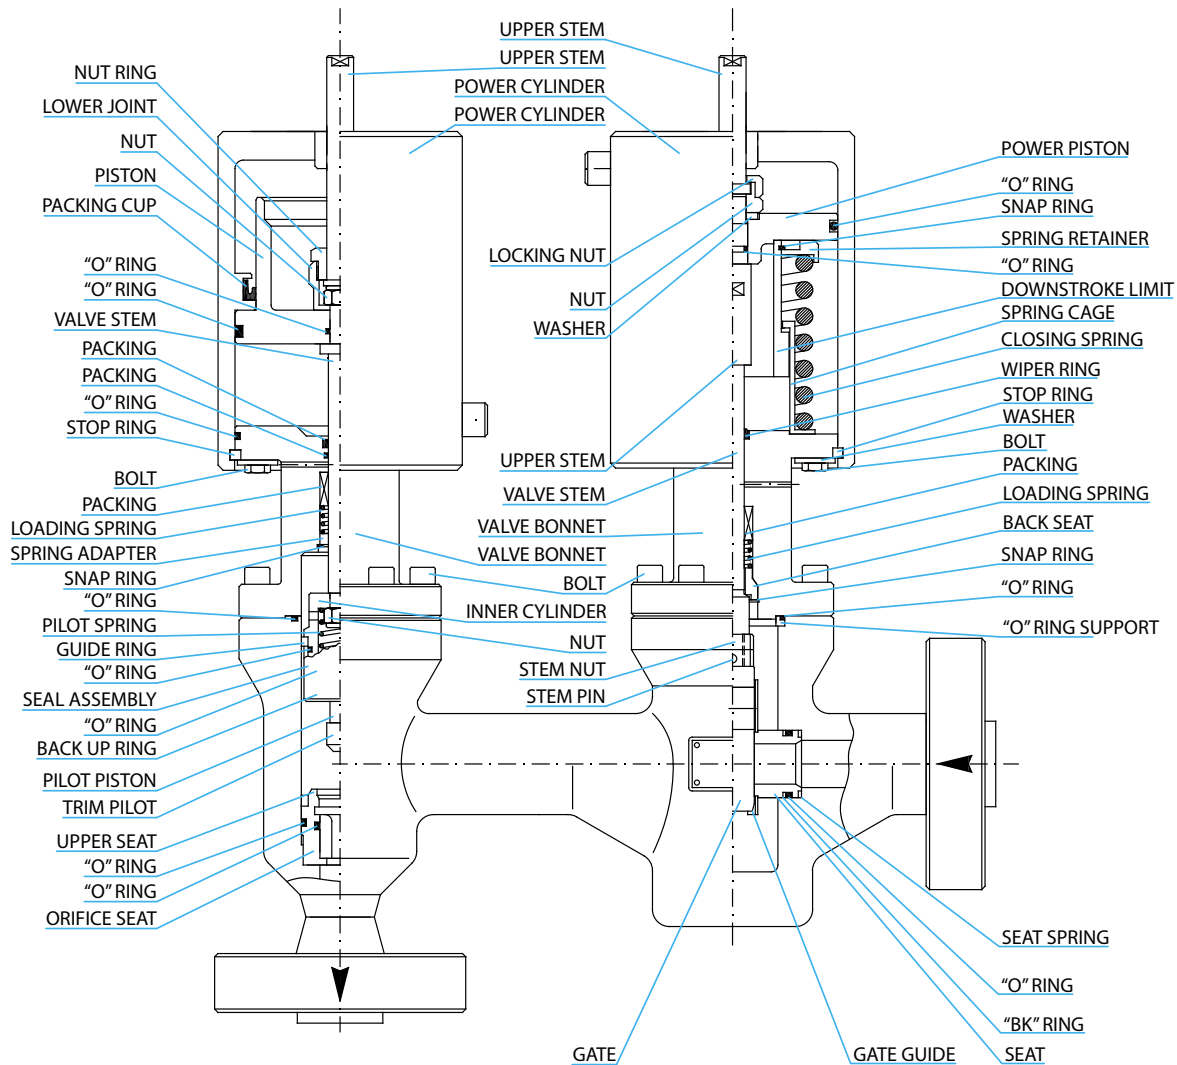 NUT RING
LOWER JOINT
NUT
PISTON
PACKING CUP
“O” RING
“O” RING
VALVE STEM
PACKING
PACKING
“O” RING
STOP RING
BOLT
PACKING
LOADING SPRING
SPRING ADAPTER
SNAP RING
“O” RING
PILOT SPRING
GUIDE RING
“O” RING
SEAL ASSEMBLY
“O” RING
BACK UP RING
PILOT PISTON
TRIM PILOT
UPPER SEAT
“O” RING
“O” RING
ORIFICE SEAT
UPPER STEM
UPPER STEM
POWER CYLINDER
POWER CYLINDER
LOCKING NUT
NUT
WASHER
UPPER STEM
VALVE STEM
VALVE BONNET
VALVE BONNET
BOLT
INNER CYLINDER
NUT
STEM NUT
STEM PIN
GATE
GATE GUIDE
POWER PISTON
“O” RING
SNAP RING
SPRING RETAINER
“O” RING
DOWNSTROKE LIMIT
SPRING CAGE
CLOSING SPRING
WIPER RING
STOP RING
WASHER
BOLT
PACKING
LOADING SPRING
BACK SEAT
SNAP RING
“O” RING
“O” RING SUPPORT
SEAT SPRING
“O” RING
“BK” RING
SEAT